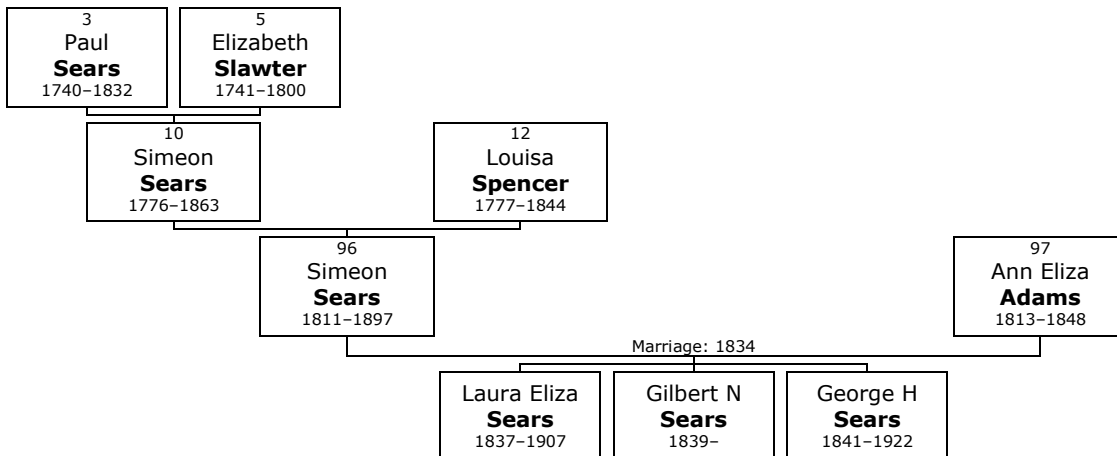 3
Paul
Sears
1740–1832
5
Elizabeth
Slawter
1741–1800
10
Simeon
Sears
1776–1863
12
Louisa
Spencer
1777–1844
96
Simeon
Sears
1811–1897
97
Ann Eliza
Adams
1813–1848
Marriage: 1834
Laura Eliza
Sears
1837–1907
Gilbert N
Sears
1839–
George H
Sears
1841–1922